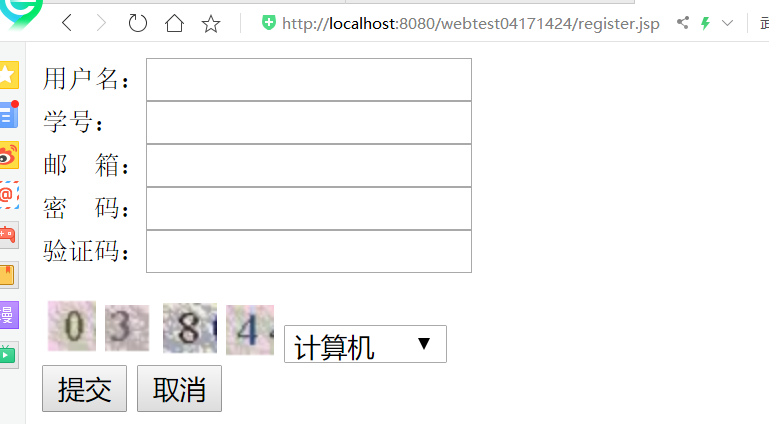 http://localhost:8080/webtest04171424/register.jsp
用户名：
学号：
邮 箱：
密 码：
验证码：
0 3 8 4 计算机 ▼
提交 取消